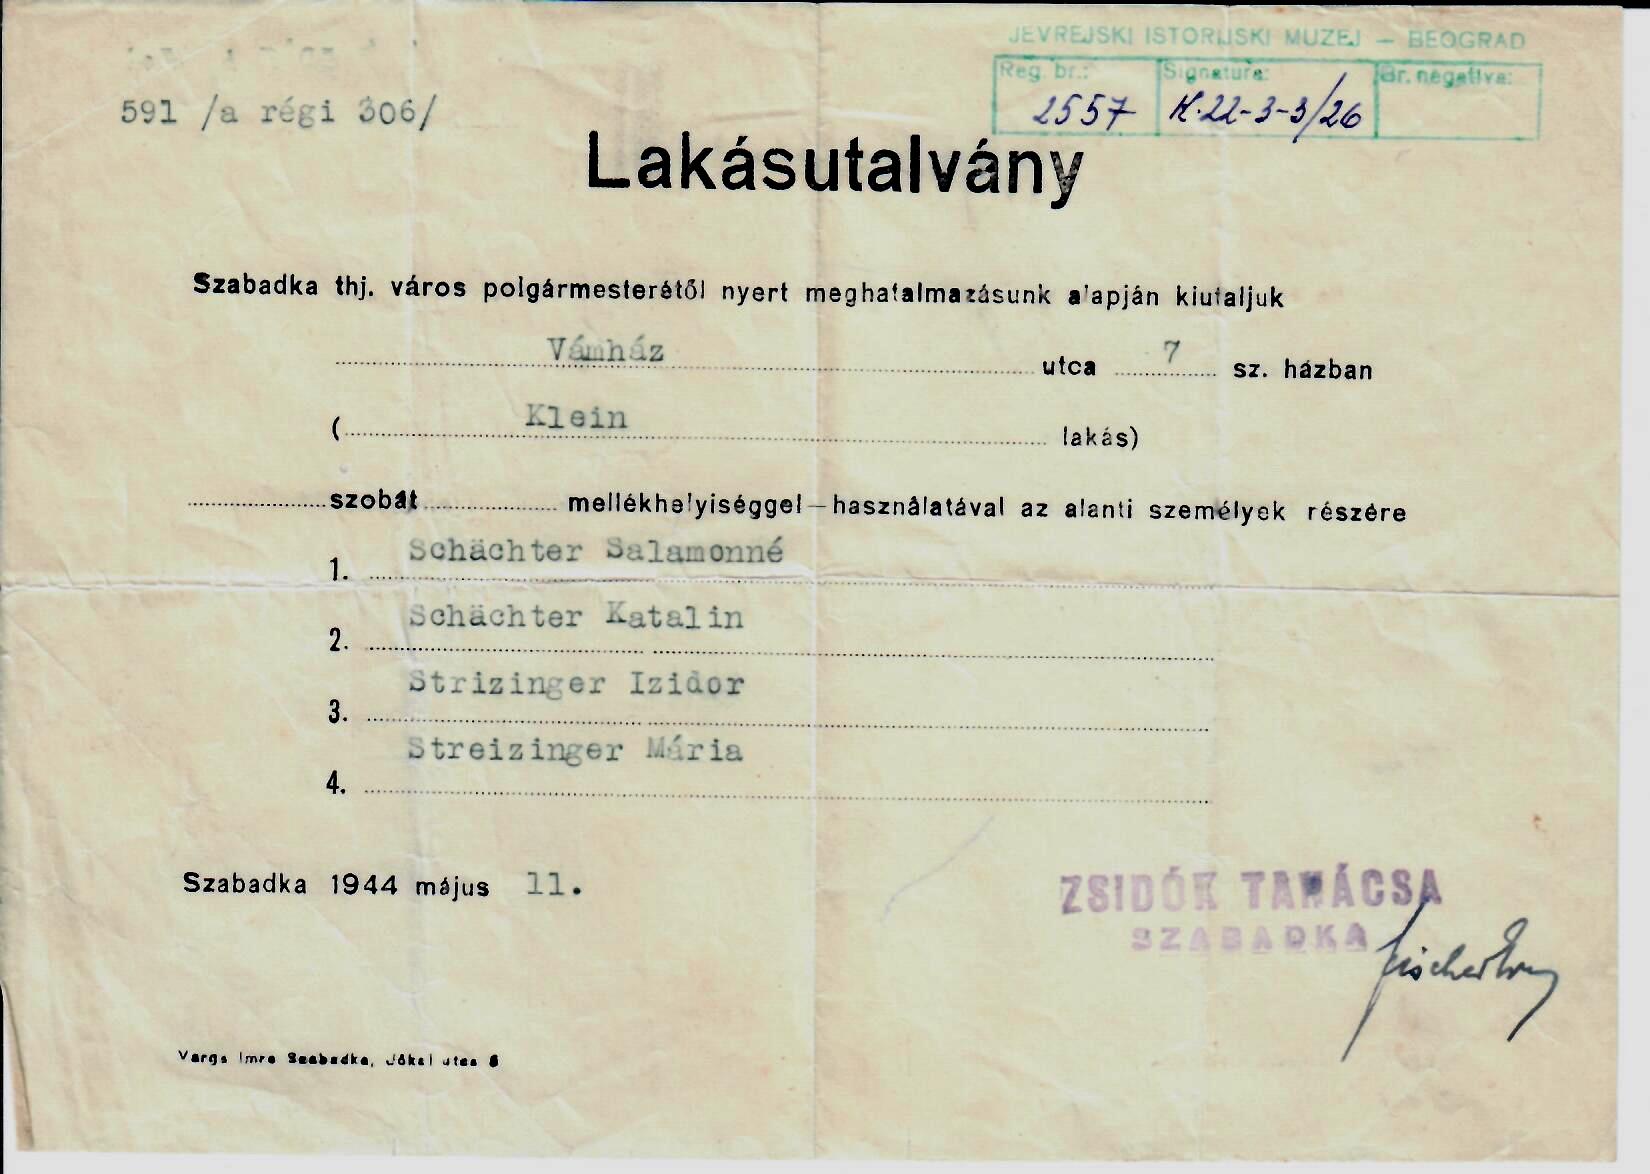 JEVREJSKI ISTORIJSKI MUZEJ — BEOGRAD
Reg. br.: Signatura: Br. negativa:
2557 K.22-3-3/26
591 /a régi 306/
Lakásutalvány
Szabadka thj. város polgármesterétől nyert meghatalmazásunk alapján kiutaljuk
Vámház utca 7 sz. házban
( Klein lakás)
szobát mellékhelyiséggel—használatával az alanti személyek részére
1. Schächter Salamonné
2. Schächter Katalin
3. Strizinger Izidor
4. Streizinger Mária
Szabadka 1944 május 11.
ZSIDÓK TANÁCSA
SZABADKA
Varga Imre Szabadka, Jókai utca 6